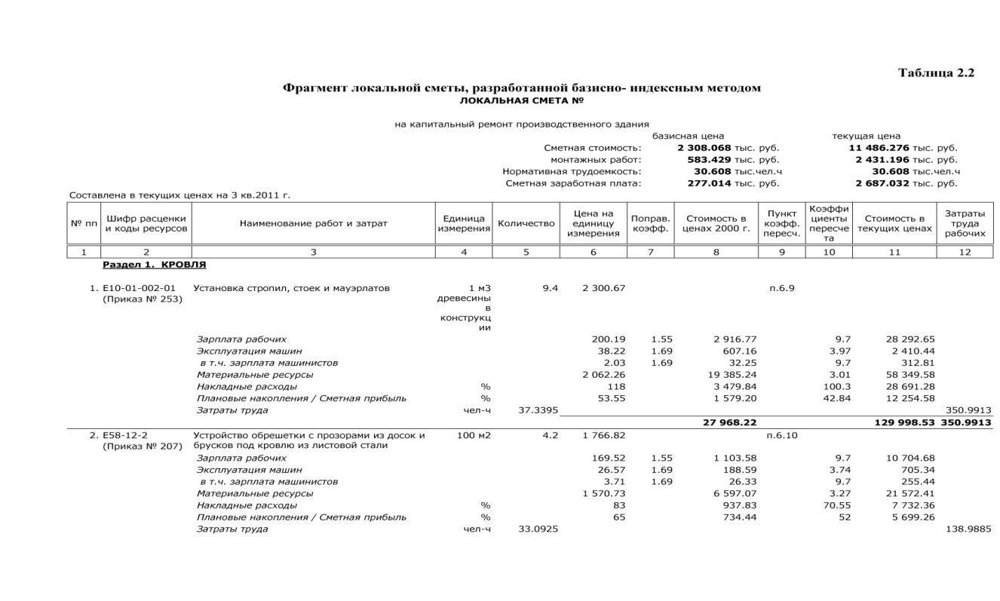 Таблица 2.2
Фрагмент локальной сметы, разработанной базисно- индексным методом
ЛОКАЛЬНАЯ СМЕТА №
на капитальный ремонт производственного здания
базисная цена текущая цена
Сметная стоимость: 2 308.068 тыс. руб. 11 486.276 тыс. руб.
монтажных работ: 583.429 тыс. руб. 2 431.196 тыс. руб.
Нормативная трудоемкость: 30.608 тыс.чел.ч 30.608 тыс.чел.ч
Сметная заработная плата: 277.014 тыс. руб. 2 687.032 тыс. руб.
Составлена в текущих ценах на 3 кв.2011 г.
№ пп
Шифр расценки
и коды ресурсов
Наименование работ и затрат
Единица
измерения
Количество
Цена на
единицу
измерения
Поправ.
коэфф.
Стоимость в
ценах 2000 г.
Пункт
коэфф.
пересч.
Коэффи
циенты
пересче
та
Стоимость в
текущих ценах
Затраты
труда
рабочих
1 2 3 4 5 6 7 8 9 10 11 12
Раздел 1. КРОВЛЯ
1. Е10-01-002-01 Установка стропил, стоек и мауэрлатов 1 м3 9.4 2 300.67 п.6.9
(Приказ № 253) древесины
в
конструкц
ии
Зарплата рабочих 200.19 1.55 2 916.77 9.7 28 292.65
Эксплуатация машин 38.22 1.69 607.16 3.97 2 410.44
в т.ч. зарплата машинистов 2.03 1.69 32.25 9.7 312.81
Материальные ресурсы 2 062.26 19 385.24 3.01 58 349.58
Накладные расходы % 118 3 479.84 100.3 28 691.28
Плановые накопления / Сметная прибыль % 53.55 1 579.20 42.84 12 254.58
Затраты труда чел-ч 37.3395 350.9913
27 968.22 129 998.53 350.9913
2. Е58-12-2 Устройство обрешетки с прозорами из досок и 100 м2 4.2 1 766.82 п.6.10
(Приказ № 207) брусков под кровлю из листовой стали
Зарплата рабочих 169.52 1.55 1 103.58 9.7 10 704.68
Эксплуатация машин 26.57 1.69 188.59 3.74 705.34
в т.ч. зарплата машинистов 3.71 1.69 26.33 9.7 255.44
Материальные ресурсы 1 570.73 6 597.07 3.27 21 572.41
Накладные расходы % 83 937.83 70.55 7 732.36
Плановые накопления / Сметная прибыль % 65 734.44 52 5 699.26
Затраты труда чел-ч 33.0925 138.9885